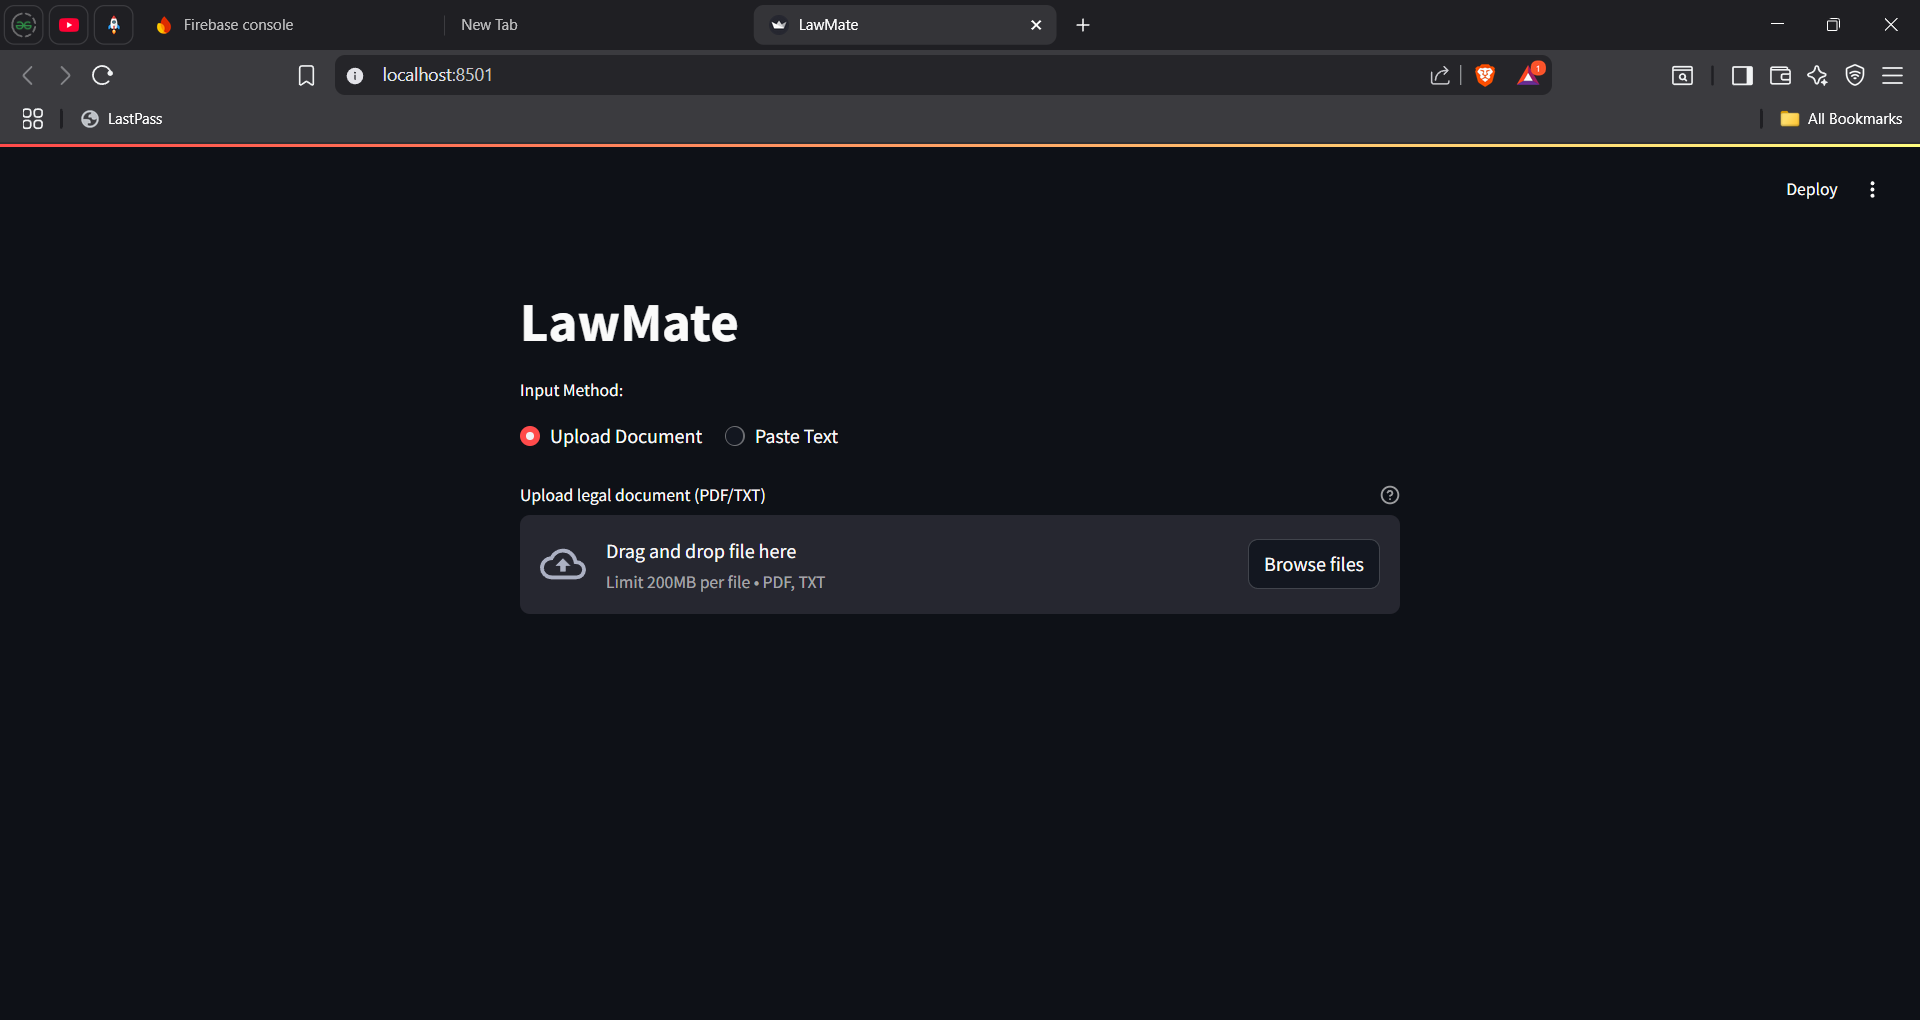 Firebase console
New Tab
LawMate
localhost:8501
1
LastPass
All Bookmarks
Deploy
LawMate
Input Method:
Upload Document
Paste Text
Upload legal document (PDF/TXT)
Drag and drop file here
Limit 200MB per file • PDF, TXT
Browse files